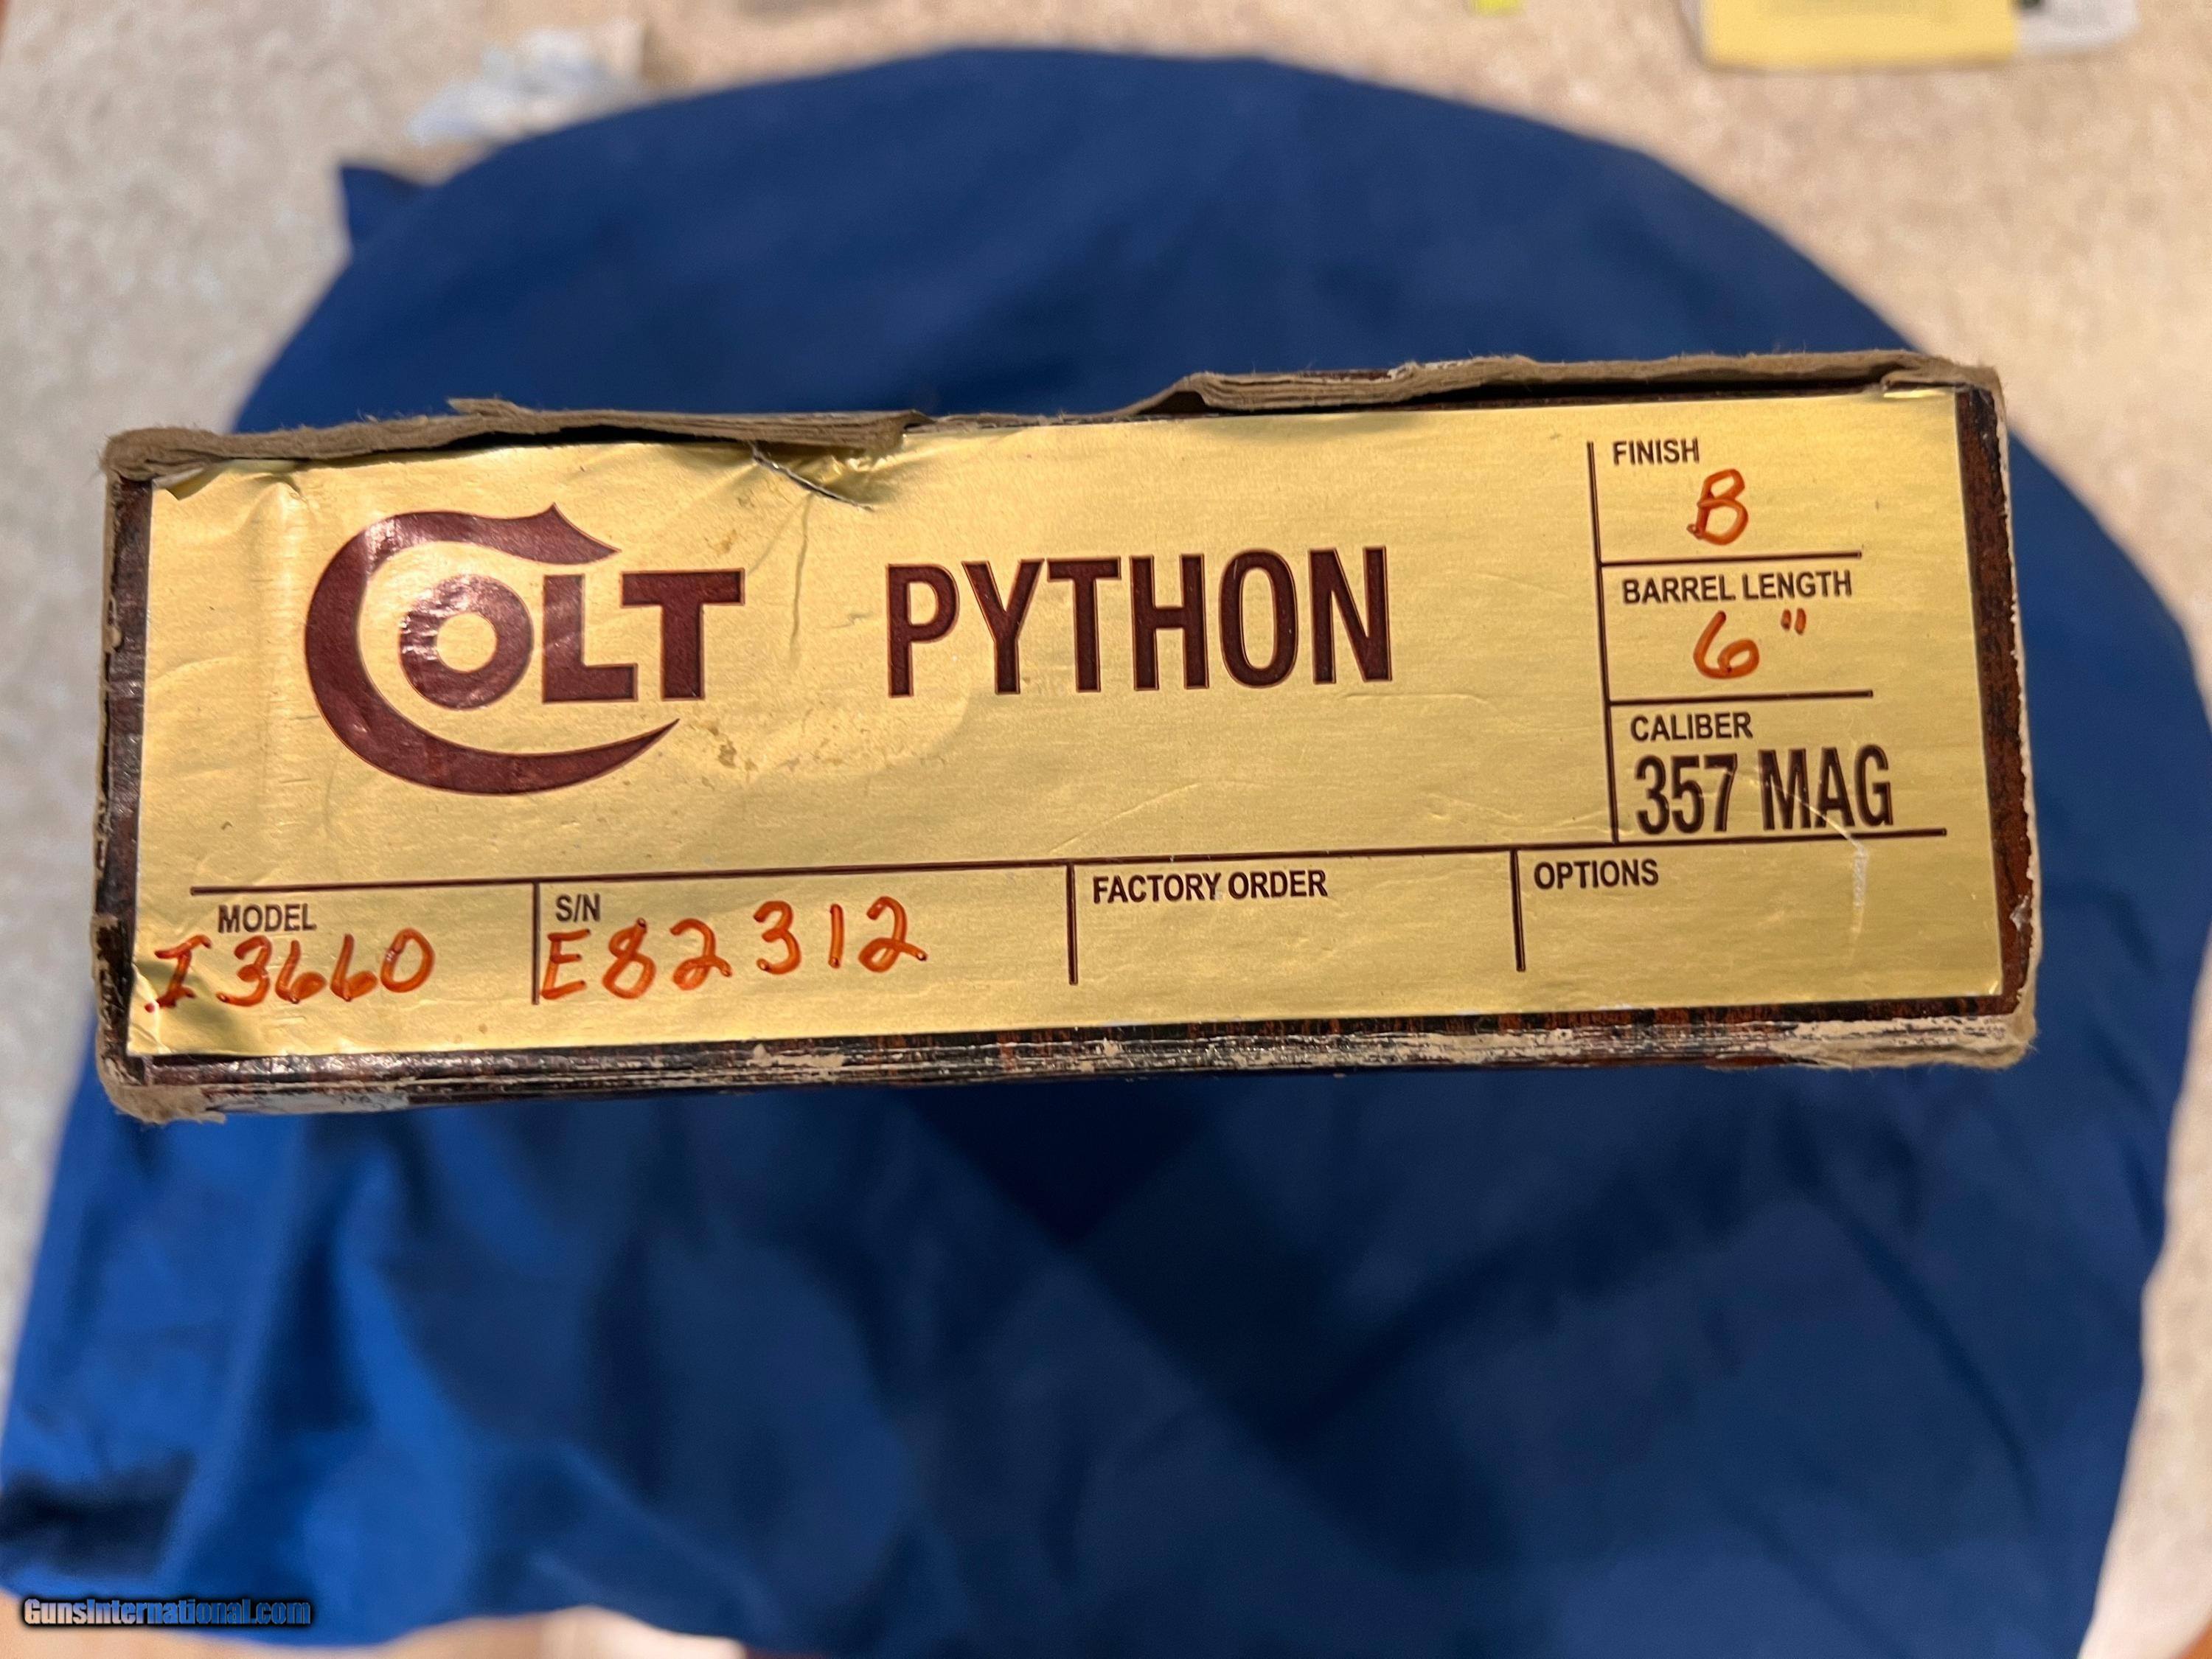 COLT PYTHON
FINISH
B
BARREL LENGTH
6"
CALIBER
357 MAG
MODEL
I3660
S/N
E82312
FACTORY ORDER
OPTIONS
GunsInternational.com